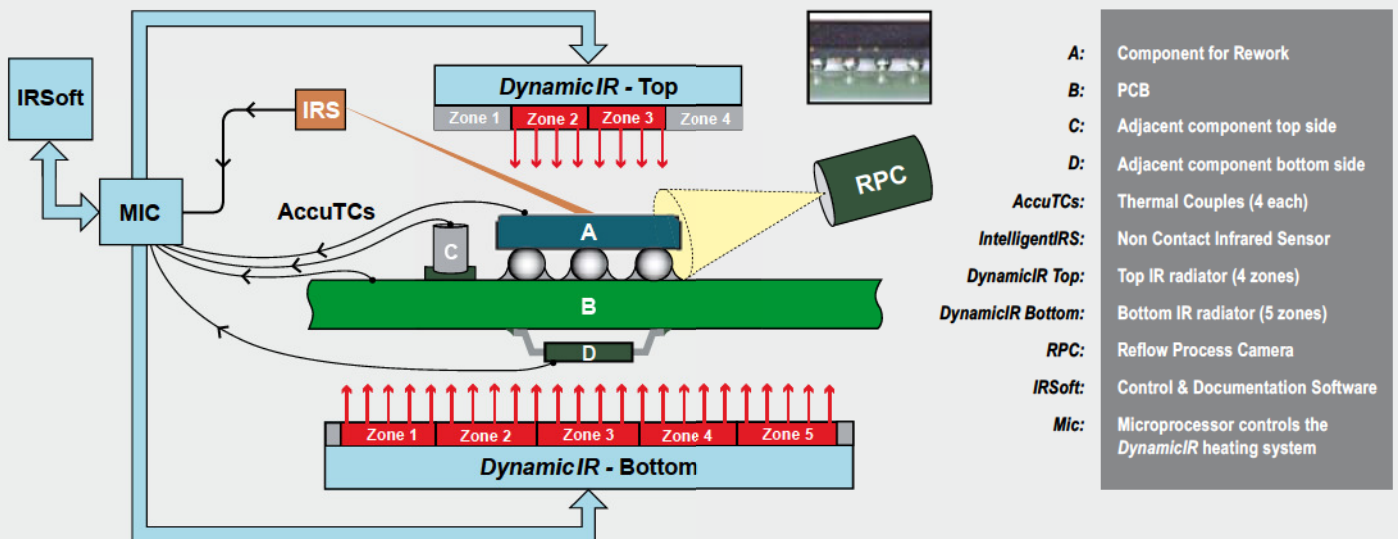 IRSoft
MIC
IRS
AccuTCs
DynamicIR - Top
Zone 1 Zone 2 Zone 3 Zone 4
RPC
A
C
B
D
Zone 1 Zone 2 Zone 3 Zone 4 Zone 5
DynamicIR - Bottom
A: Component for Rework
B: PCB
C: Adjacent component top side
D: Adjacent component bottom side
AccuTCs: Thermal Couples (4 each)
IntelligentIRS: Non Contact Infrared Sensor
DynamicIR Top: Top IR radiator (4 zones)
DynamicIR Bottom: Bottom IR radiator (5 zones)
RPC: Reflow Process Camera
IRSoft: Control & Documentation Software
Mic: Microprocessor controls the
DynamicIR heating system